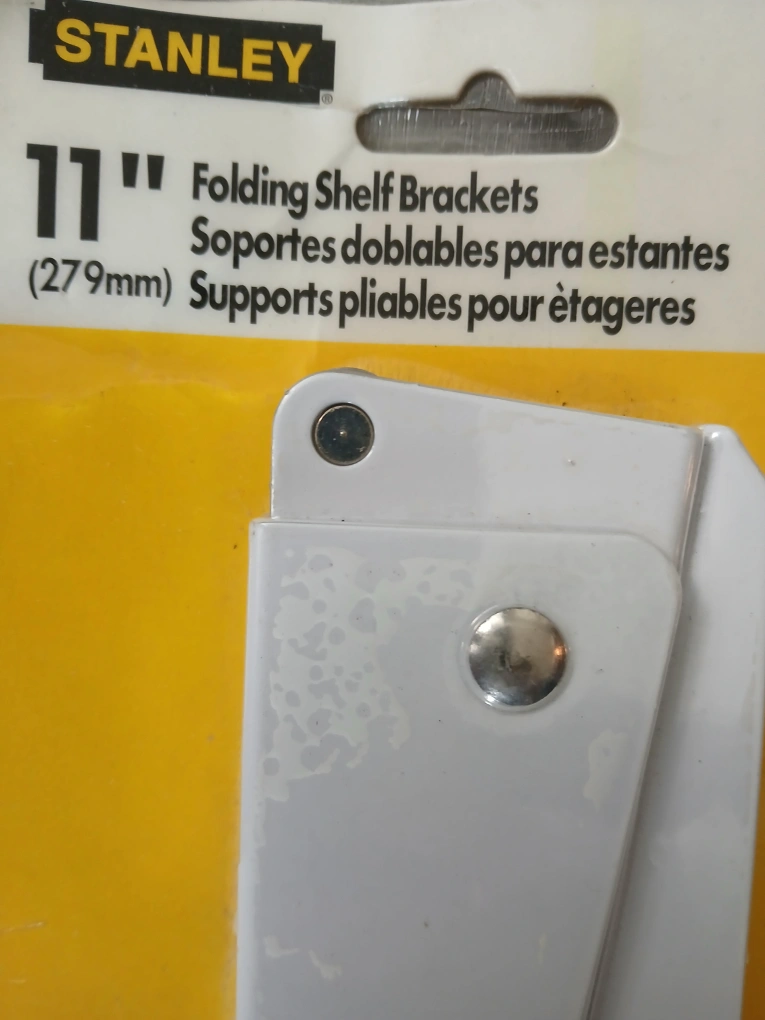 STANLEY®
11" Folding Shelf Brackets
(279mm) Soportes doblables para estantes
Supports pliables pour ètageres